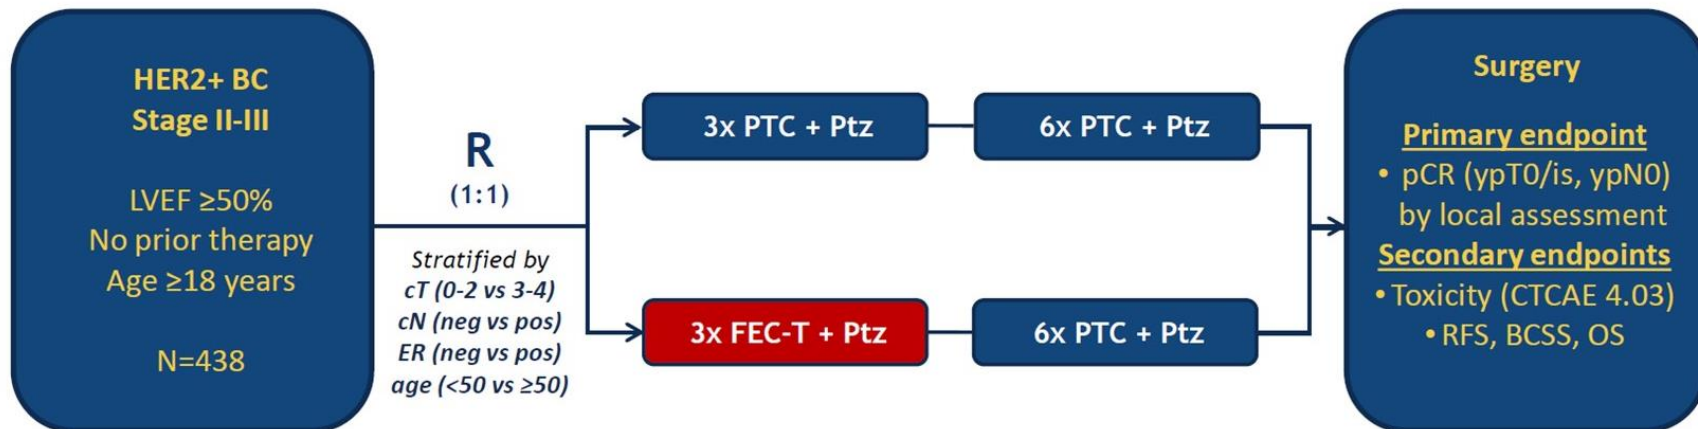 HER2+ BC
Stage II-III
LVEF ≥50%
No prior therapy
Age ≥18 years
N=438
R
(1:1)
Stratified by
cT (0-2 vs 3-4)
cN (neg vs pos)
ER (neg vs pos)
age (<50 vs ≥50)
3x PTC + Ptz
6x PTC + Ptz
3x FEC-T + Ptz
6x PTC + Ptz
Surgery
Primary endpoint
• pCR (ypT0/is, ypN0)
by local assessment
Secondary endpoints
• Toxicity (CTCAE 4.03)
• RFS, BCSS, OS